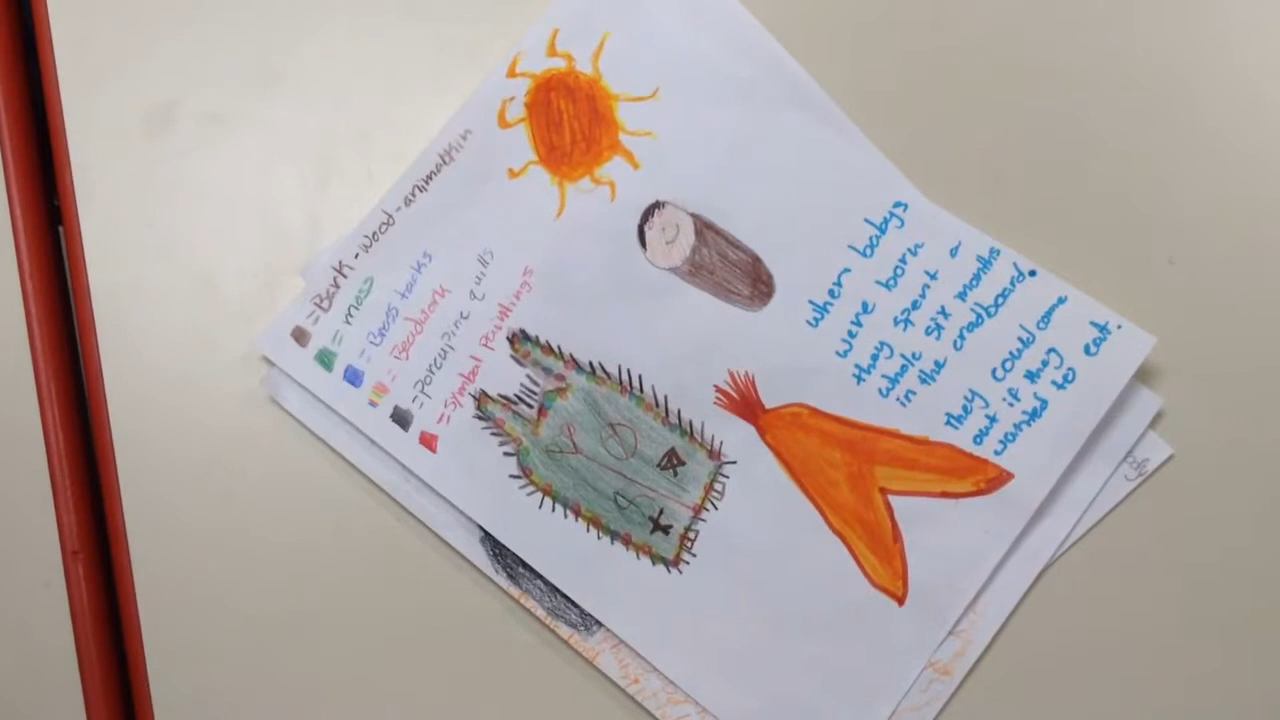 =Bark-wood-animalskin
= moss
= Brass tacks
= Beadwork
=porcupine quills
= symbol paintings
when babys
were born
they spent a
whole six months
in the cradboard.
They could come
out if they
wanted to eat.